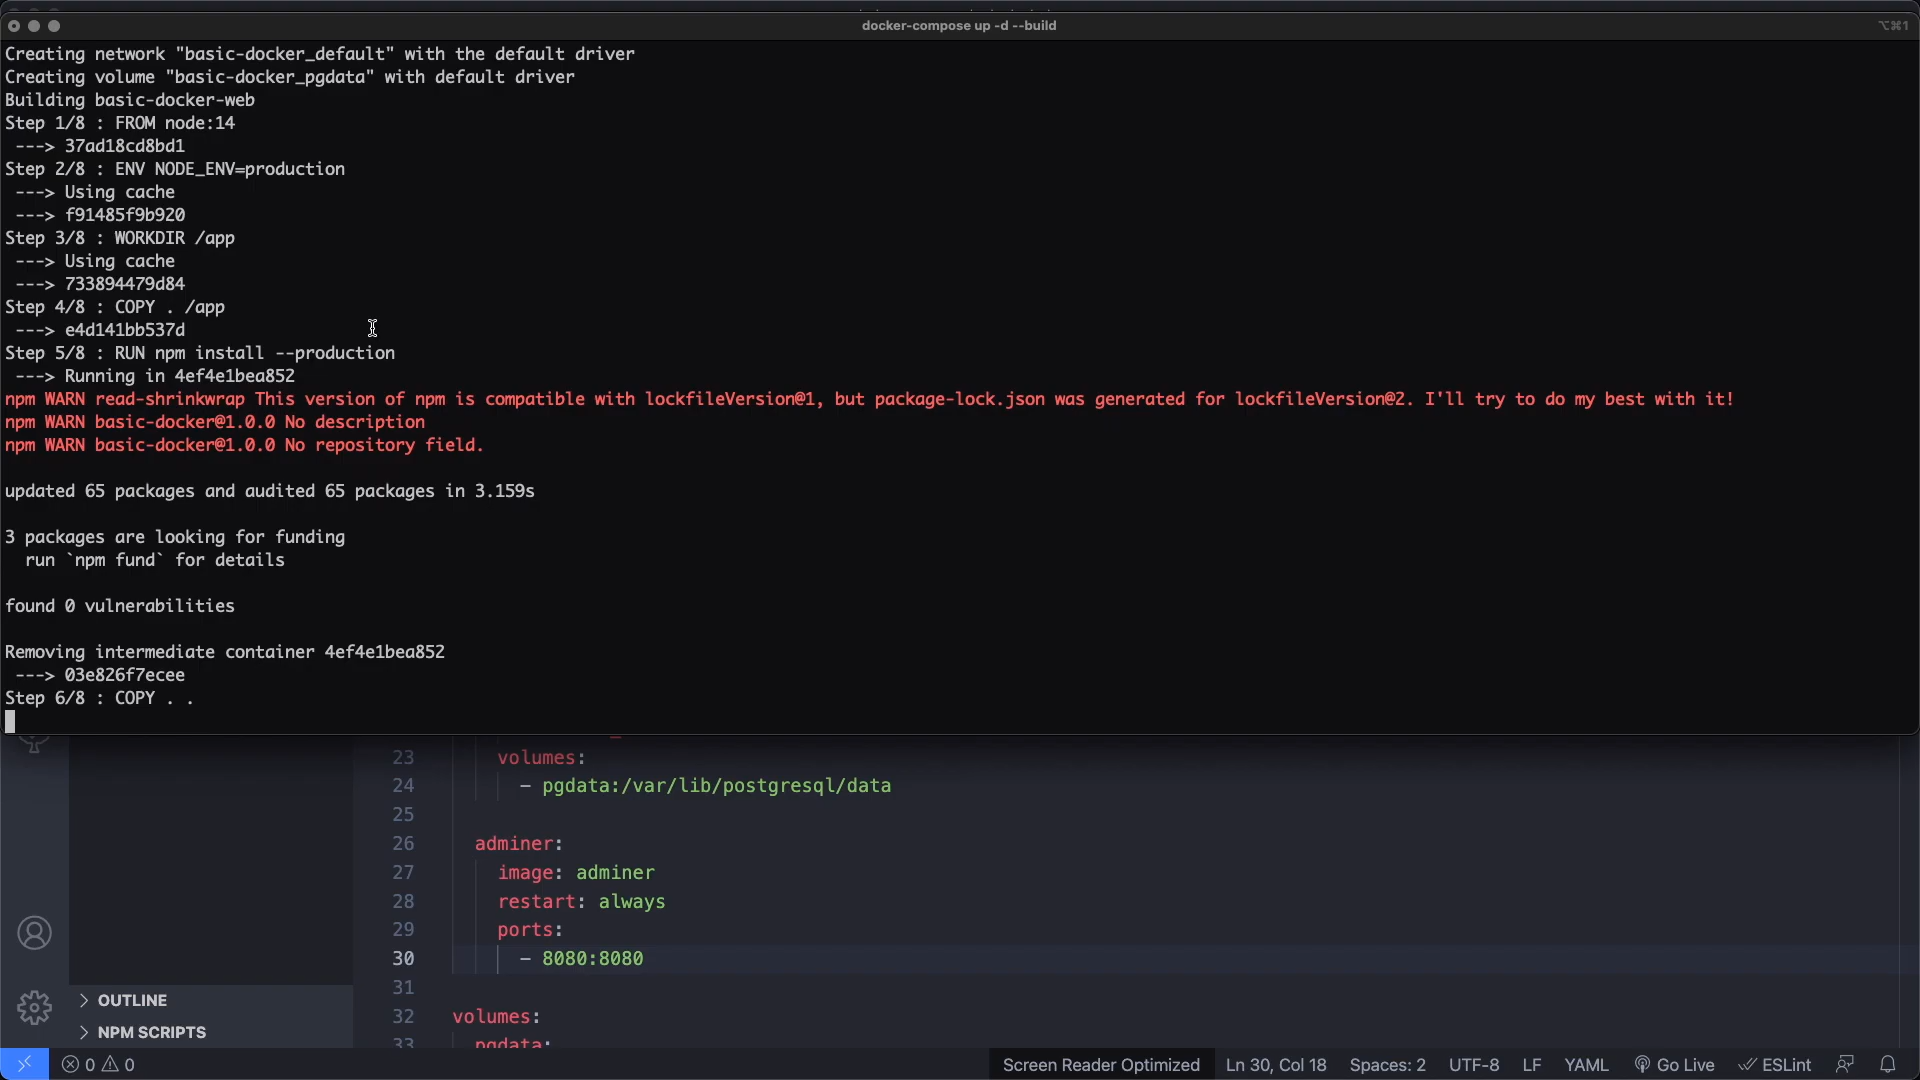 docker-compose up -d --build
⌥⌘1
Creating network "basic-docker_default" with the default driver
Creating volume "basic-docker_pgdata" with default driver
Building basic-docker-web
Step 1/8 : FROM node:14
 ---> 37ad18cd8bd1
Step 2/8 : ENV NODE_ENV=production
 ---> Using cache
 ---> f91485f9b920
Step 3/8 : WORKDIR /app
 ---> Using cache
 ---> 733894479d84
Step 4/8 : COPY . /app
 ---> e4d141bb537d
Step 5/8 : RUN npm install --production
 ---> Running in 4ef4e1bea852
npm WARN read-shrinkwrap This version of npm is compatible with lockfileVersion@1, but package-lock.json was generated for lockfileVersion@2. I'll try to do my best with it!
npm WARN basic-docker@1.0.0 No description
npm WARN basic-docker@1.0.0 No repository field.
updated 65 packages and audited 65 packages in 3.159s
3 packages are looking for funding
  run `npm fund` for details
found 0 vulnerabilities
Removing intermediate container 4ef4e1bea852
 ---> 03e826f7ecee
Step 6/8 : COPY . .
23 volumes:
24 - pgdata:/var/lib/postgresql/data
25
26 adminer:
27 image: adminer
28 restart: always
29 ports:
30 - 8080:8080
31
32 volumes:
33 pgdata:
OUTLINE
NPM SCRIPTS
0 0 Screen Reader Optimized Ln 30, Col 18 Spaces: 2 UTF-8 LF YAML Go Live ESLint